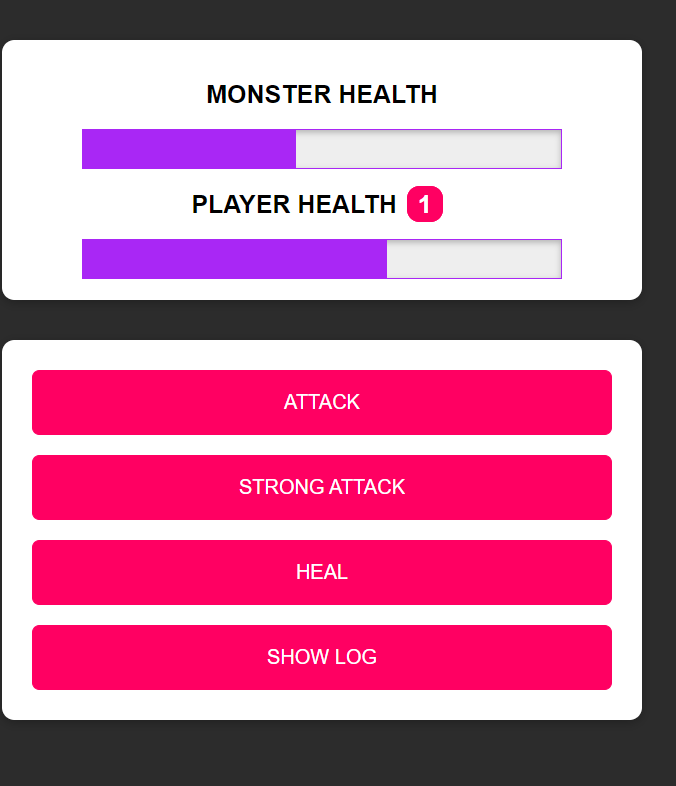 MONSTER HEALTH
PLAYER HEALTH 1
ATTACK
STRONG ATTACK
HEAL
SHOW LOG